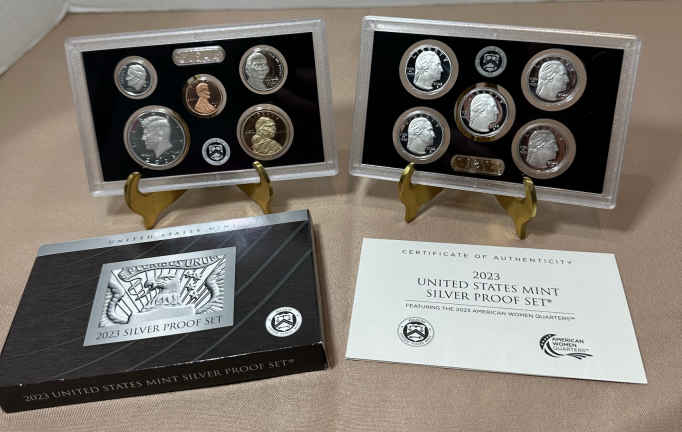 UNITED STATES MINT
2023 SILVER PROOF SET
2023 UNITED STATES MINT SILVER PROOF SET®
CERTIFICATE OF AUTHENTICITY
2023
UNITED STATES MINT
SILVER PROOF SET®
FEATURING THE 2023 AMERICAN WOMEN QUARTERS™
AMERICAN
WOMEN
QUARTERS™